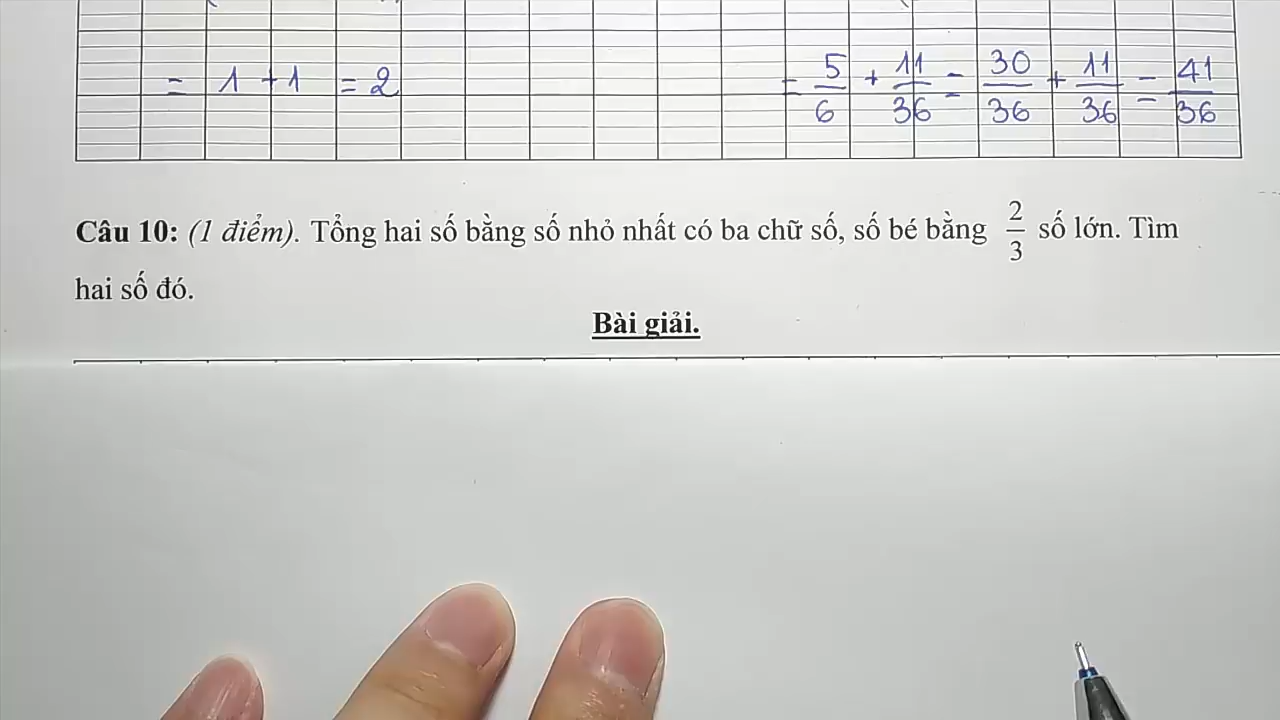 = 1 + 1 = 2
= 5/6 + 11/36 = 30/36 + 11/36 = 41/36
Câu 10: (1 điểm). Tổng hai số bằng số nhỏ nhất có ba chữ số, số bé bằng 2/3 số lớn. Tìm
hai số đó.
Bài giải.